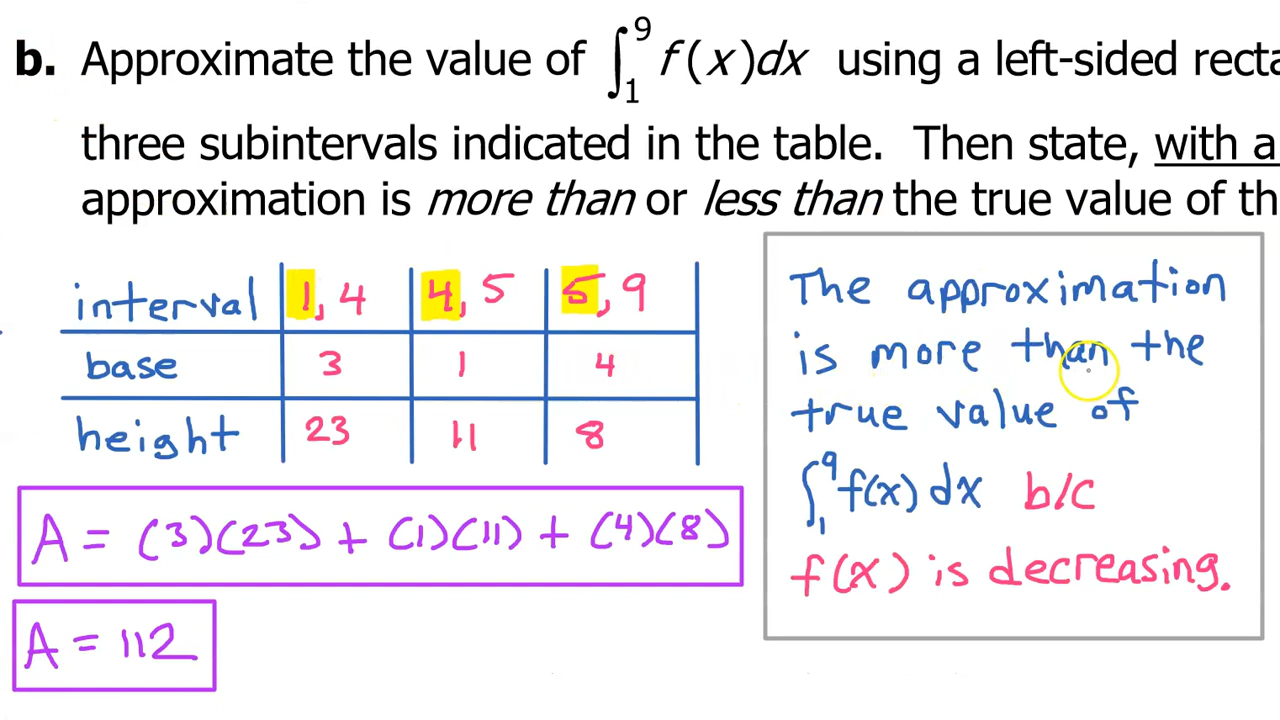 b. Approximate the value of ∫₁⁹ f(x)dx using a left-sided recta
three subintervals indicated in the table. Then state, with a
approximation is more than or less than the true value of th
interval 1, 4 4, 5 5, 9
base 3 1 4
height 23 11 8
A = (3)(23) + (1)(11) + (4)(8)
A = 112
The approximation
is more than the
true value of
∫₁⁹ f(x) dx b/c
f(x) is decreasing.